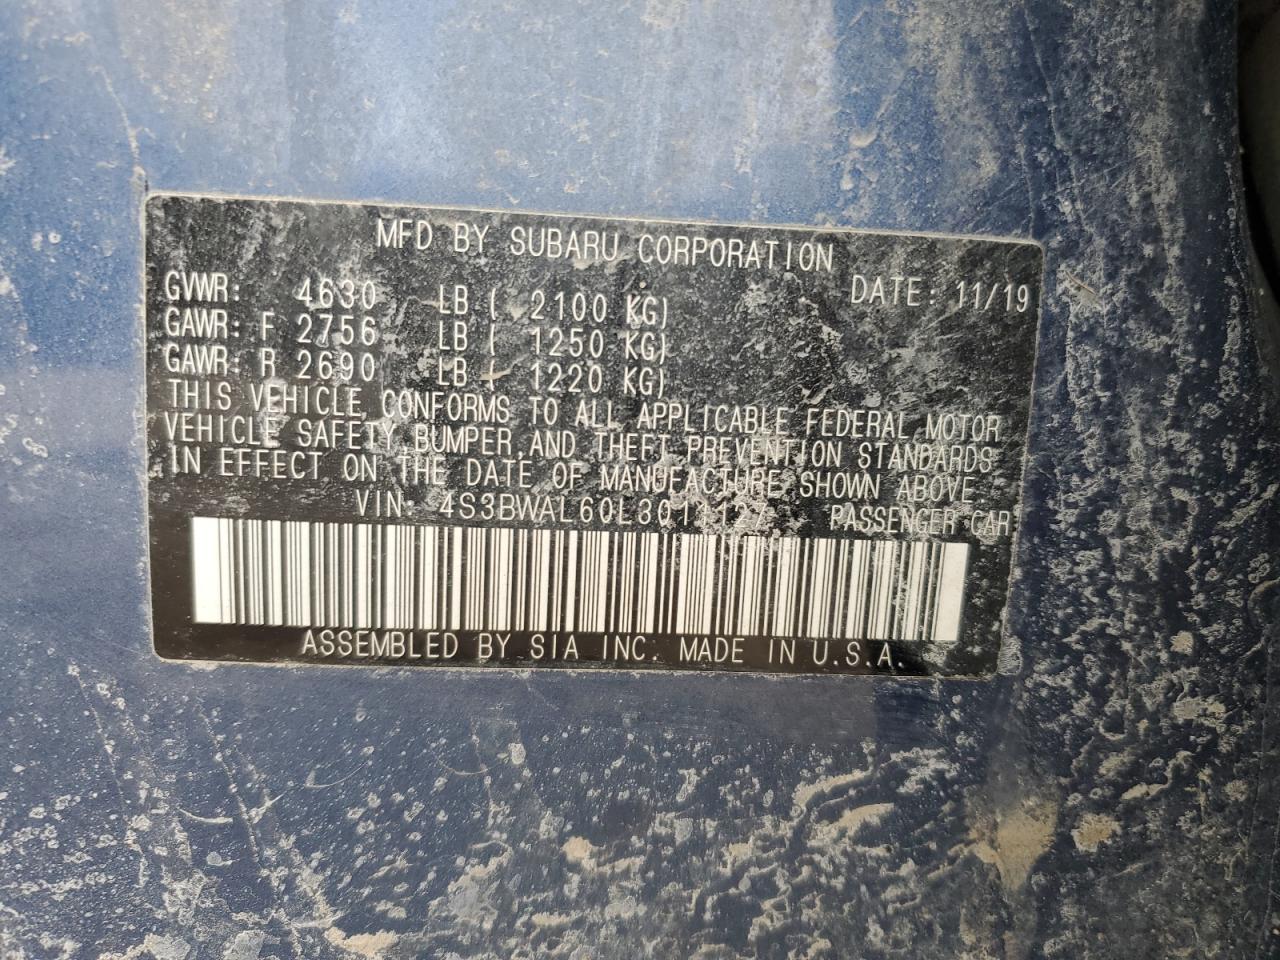 MFD BY SUBARU CORPORATION
DATE: 11/19
GVWR: 4630 LB ( 2100 KG)
GAWR: F 2756 LB ( 1250 KG)
GAWR: R 2690 LB ( 1220 KG)
THIS VEHICLE CONFORMS TO ALL APPLICABLE FEDERAL MOTOR
VEHICLE SAFETY, BUMPER, AND THEFT PREVENTION STANDARDS
IN EFFECT ON THE DATE OF MANUFACTURE SHOWN ABOVE.
VIN: 4S3BWAL60L3011127 PASSENGER CAR
ASSEMBLED BY SIA INC. MADE IN U.S.A.